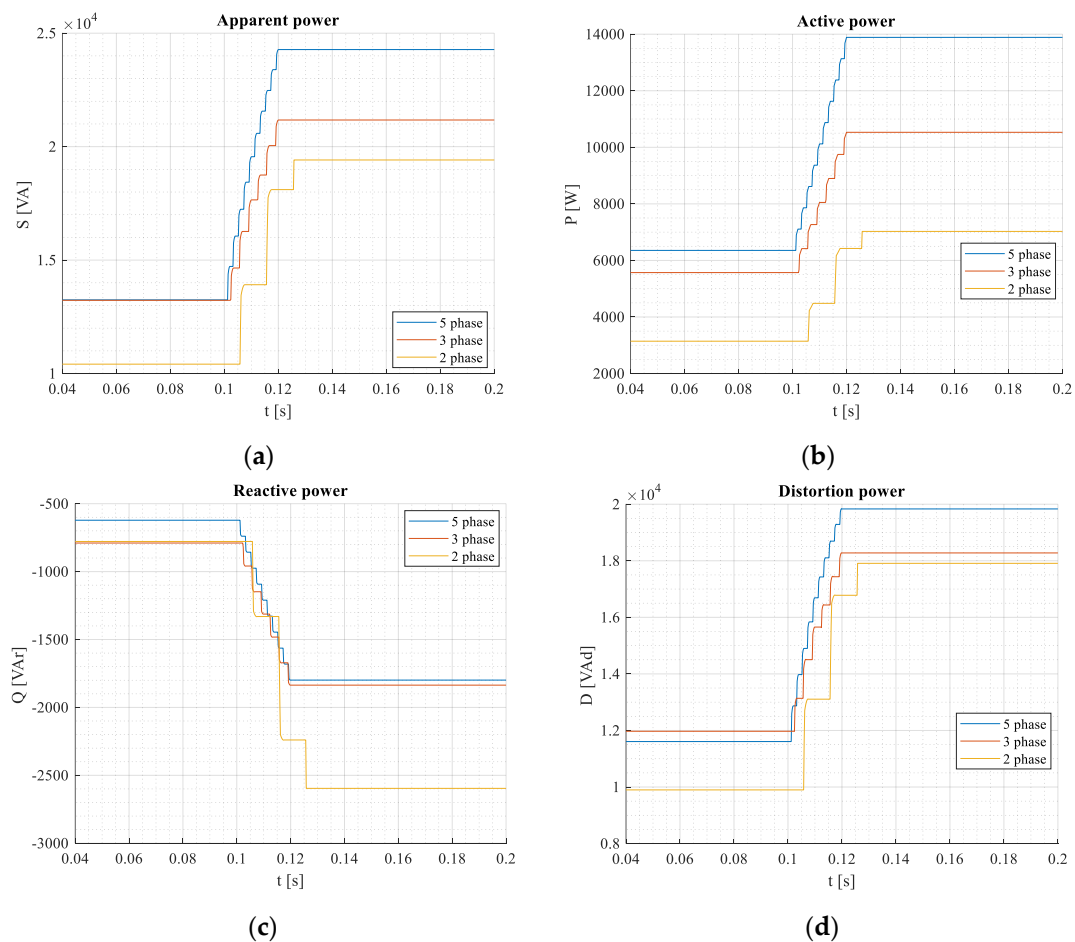 Apparent power
×10⁴
2.5
2
1.5
1
S [VA]
5 phase
3 phase
2 phase
0.04 0.06 0.08 0.1 0.12 0.14 0.16 0.18 0.2
t [s]
(a)
Active power
14000
12000
10000
8000
6000
4000
2000
P [W]
5 phase
3 phase
2 phase
0.04 0.06 0.08 0.1 0.12 0.14 0.16 0.18 0.2
t [s]
(b)
Reactive power
-500
-1000
-1500
-2000
-2500
-3000
Q [VAr]
5 phase
3 phase
2 phase
0.04 0.06 0.08 0.1 0.12 0.14 0.16 0.18 0.2
t [s]
(c)
Distortion power
×10⁴
2
1.8
1.6
1.4
1.2
1
0.8
D [VAd]
5 phase
3 phase
2 phase
0.04 0.06 0.08 0.1 0.12 0.14 0.16 0.18 0.2
t [s]
(d)